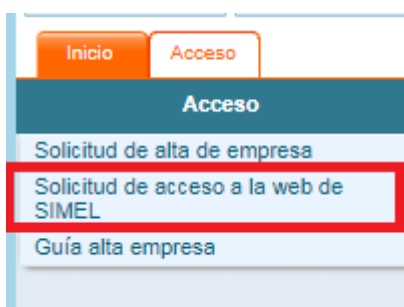 Inicio
Acceso
Acceso
Solicitud de alta de empresa
Solicitud de acceso a la web de
SIMEL
Guía alta empresa